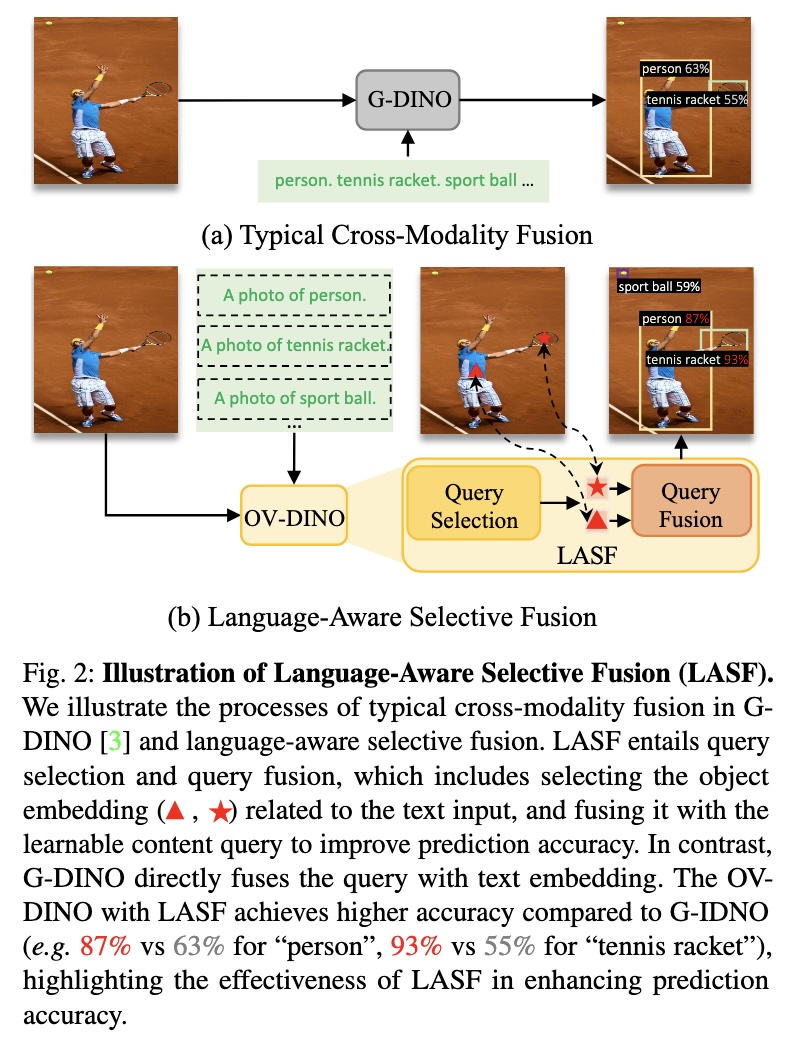 person 63%
G-DINO
tennis racket 55%
person. tennis racket. sport ball ...
(a) Typical Cross-Modality Fusion
A photo of person.
sport ball 59%
person 87%
A photo of tennis racket.
tennis racket 93%
A photo of sport ball.
...
Query
Selection
Query
Fusion
OV-DINO
LASF
(b) Language-Aware Selective Fusion
Fig. 2: Illustration of Language-Aware Selective Fusion (LASF).
We illustrate the processes of typical cross-modality fusion in G-
DINO [3] and language-aware selective fusion. LASF entails query
selection and query fusion, which includes selecting the object
embedding (▲ , ★) related to the text input, and fusing it with the
learnable content query to improve prediction accuracy. In contrast,
G-DINO directly fuses the query with text embedding. The OV-
DINO with LASF achieves higher accuracy compared to G-IDNO
(e.g. 87% vs 63% for “person”, 93% vs 55% for “tennis racket”),
highlighting the effectiveness of LASF in enhancing prediction
accuracy.